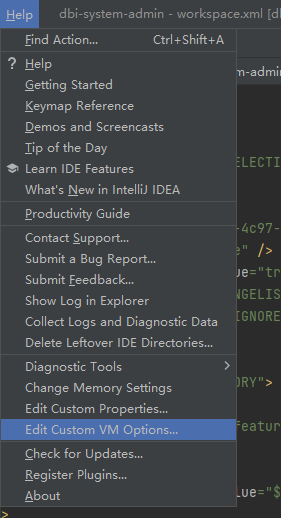 Help dbi-system-admin - workspace.xml [db
Find Action... Ctrl+Shift+A
? Help
Getting Started
Keymap Reference
Demos and Screencasts
Tip of the Day
Learn IDE Features
What's New in IntelliJ IDEA
Productivity Guide
Contact Support...
Submit a Bug Report...
Submit Feedback...
Show Log in Explorer
Collect Logs and Diagnostic Data
Delete Leftover IDE Directories...
Diagnostic Tools
Change Memory Settings
Edit Custom Properties...
Edit Custom VM Options...
Check for Updates...
Register Plugins...
About
m-admin
ELECTI
-4c97-
e" />
ue="tr
NGELIS
IGNORE
ORY">
featur
lue="$
>